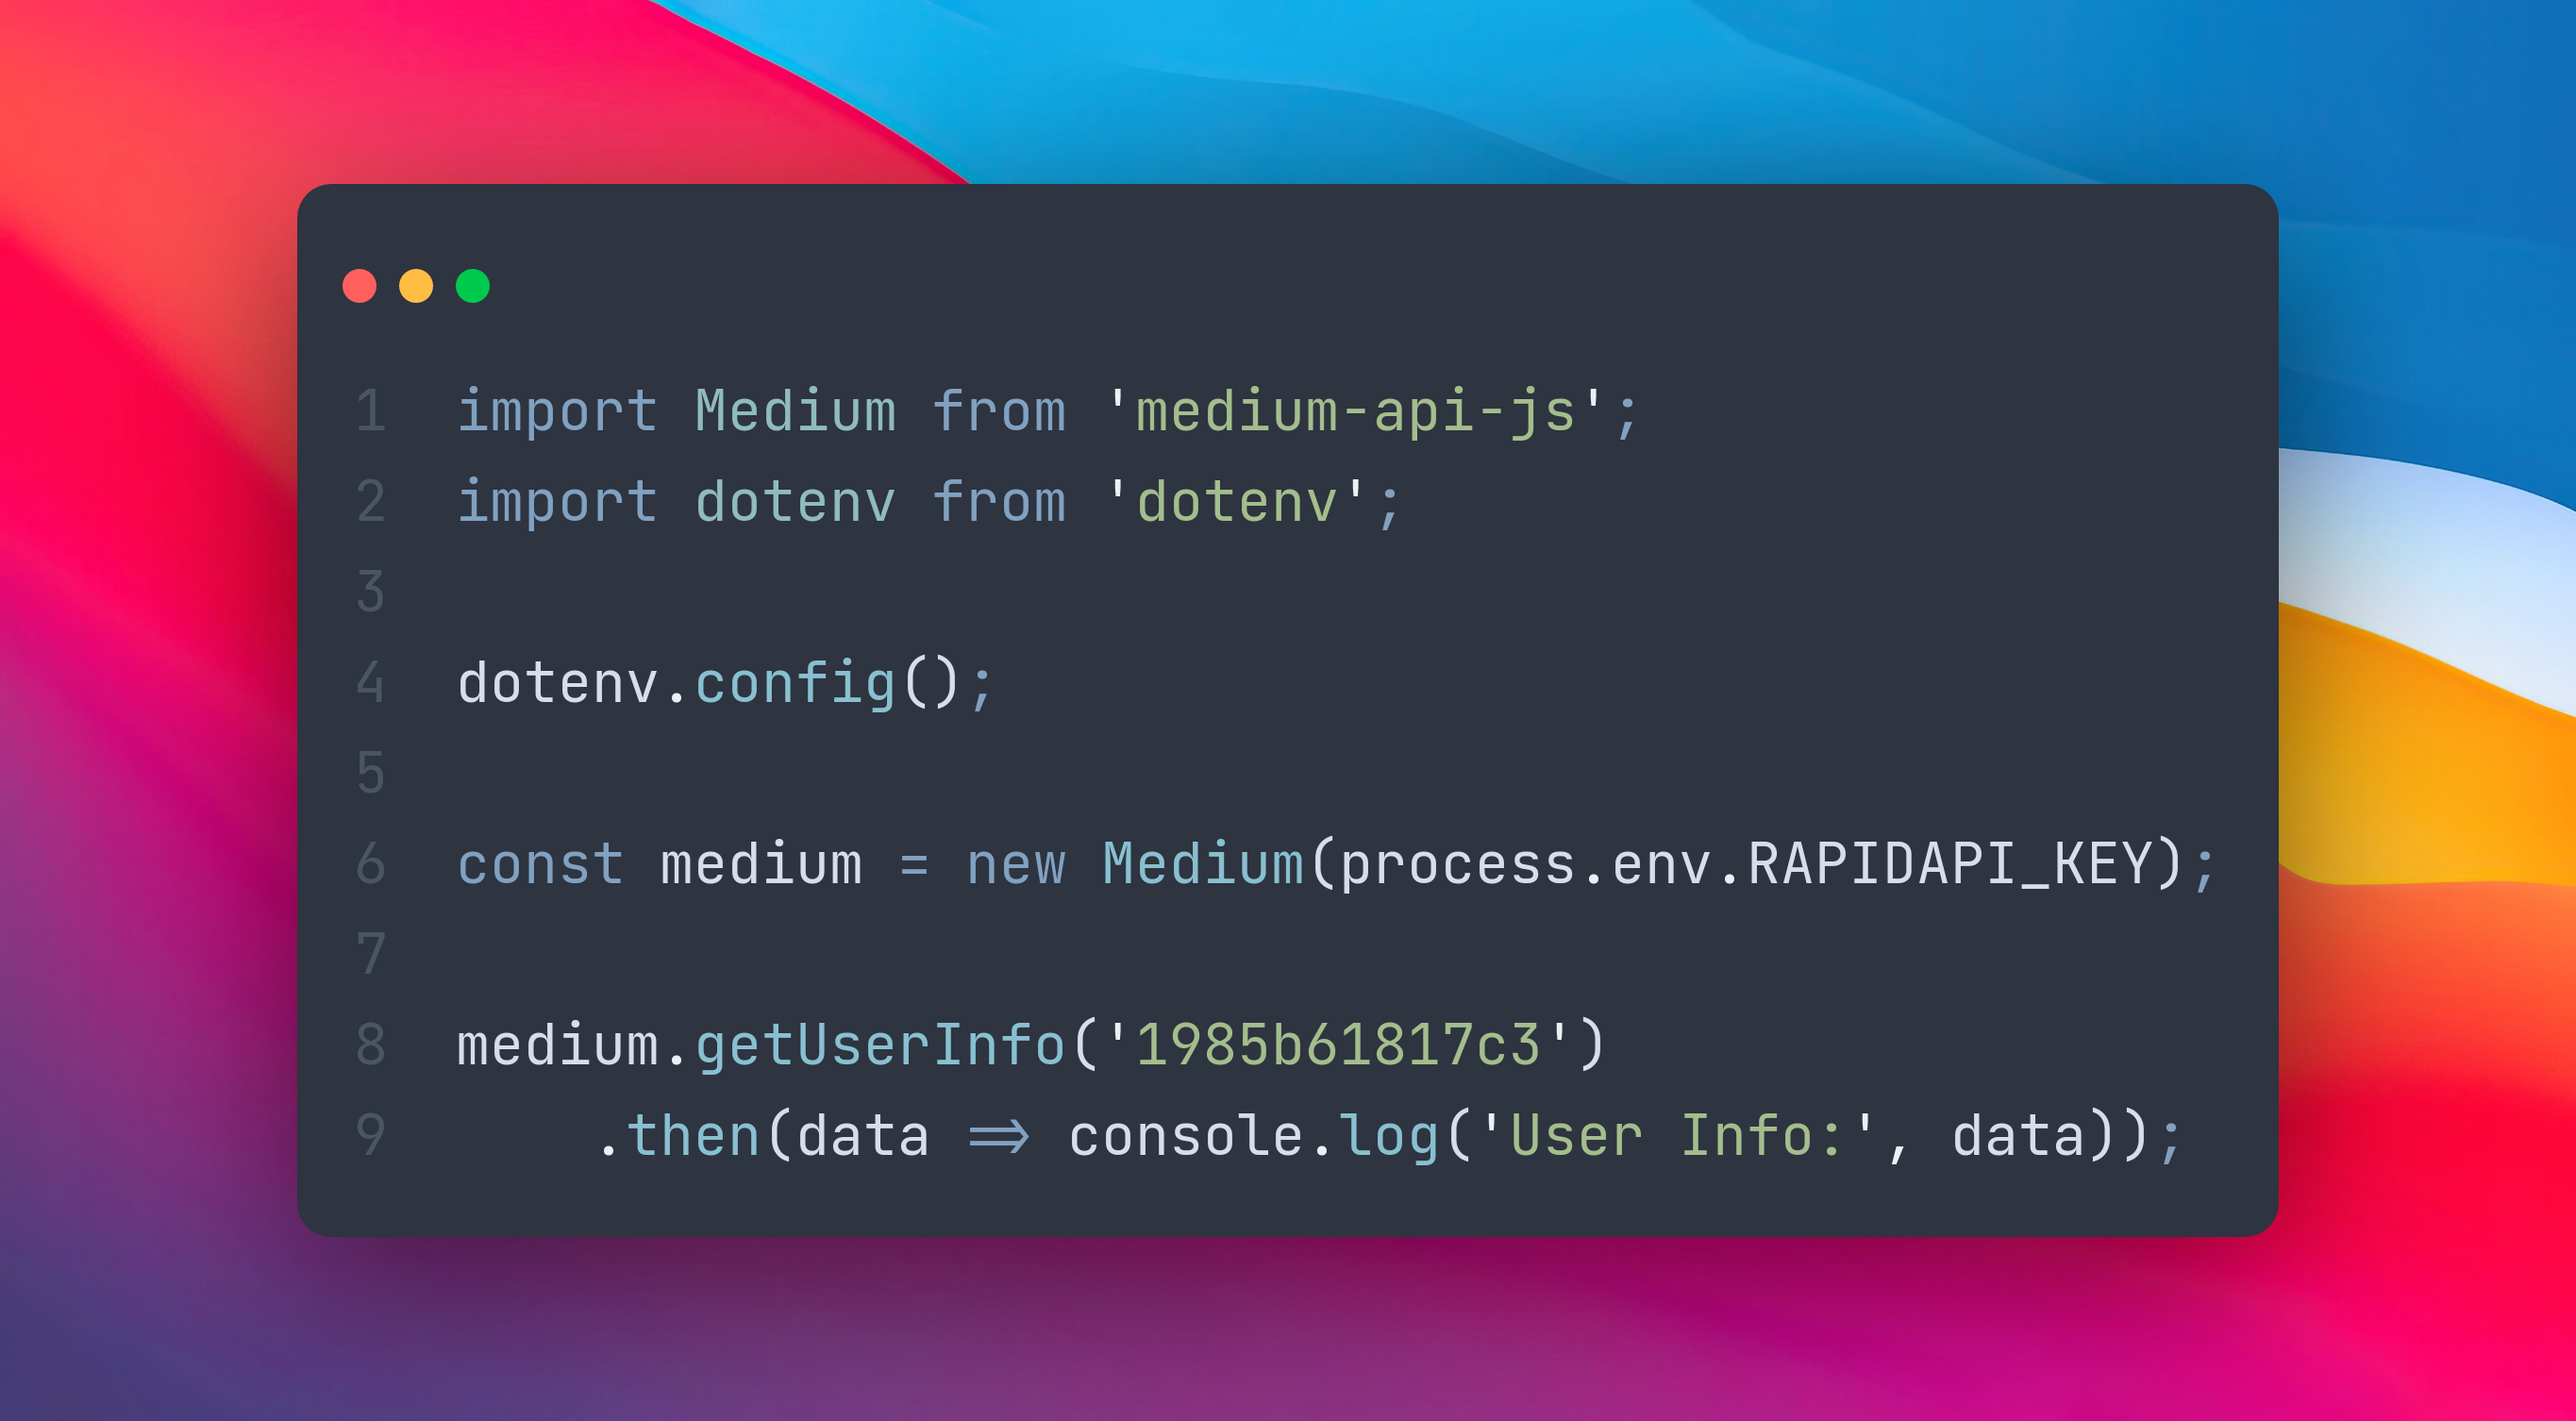 1 import Medium from 'medium-api-js';
2 import dotenv from 'dotenv';
3
4 dotenv.config();
5
6 const medium = new Medium(process.env.RAPIDAPI_KEY);
7
8 medium.getUserInfo('1985b61817c3')
9     .then(data => console.log('User Info:', data));